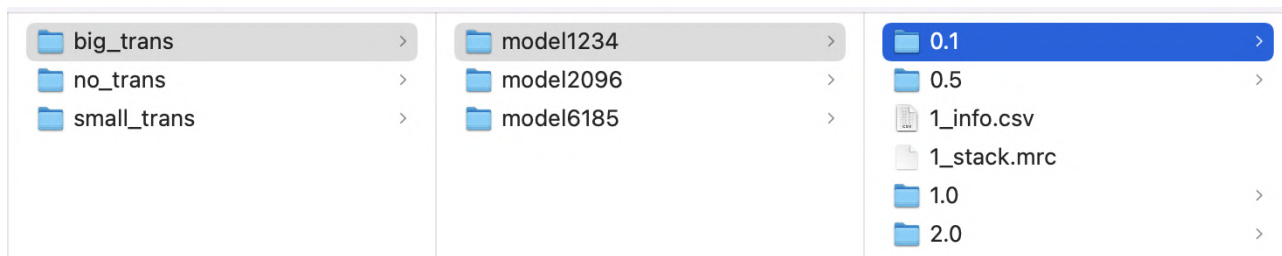 big_trans
no_trans
small_trans
model1234
model2096
model6185
0.1
0.5
1_info.csv
1_stack.mrc
1.0
2.0